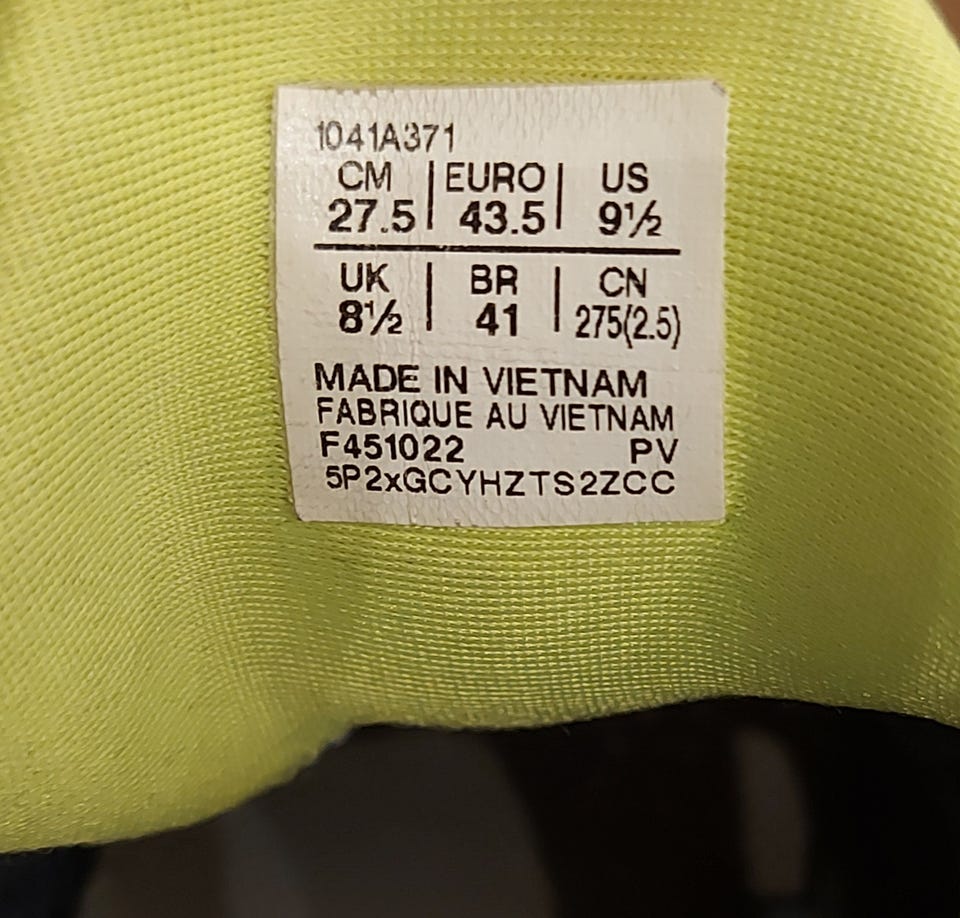 1041A371
CM | EURO | US
27.5 | 43.5 | 9½
UK | BR | CN
8½ | 41 | 275(2.5)
MADE IN VIETNAM
FABRIQUE AU VIETNAM
F451022 PV
5P2xGCYHZTS2ZCC